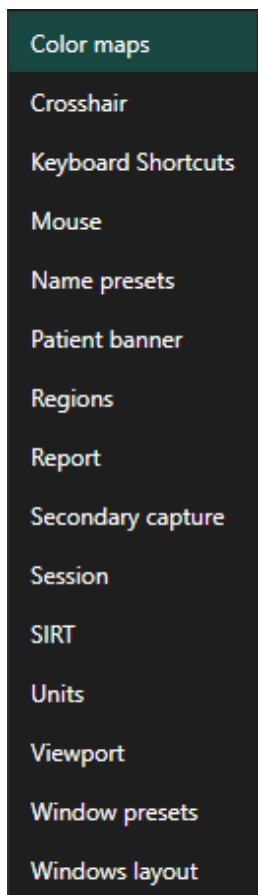 Color maps
Crosshair
Keyboard Shortcuts
Mouse
Name presets
Patient banner
Regions
Report
Secondary capture
Session
SIRT
Units
Viewport
Window presets
Windows layout